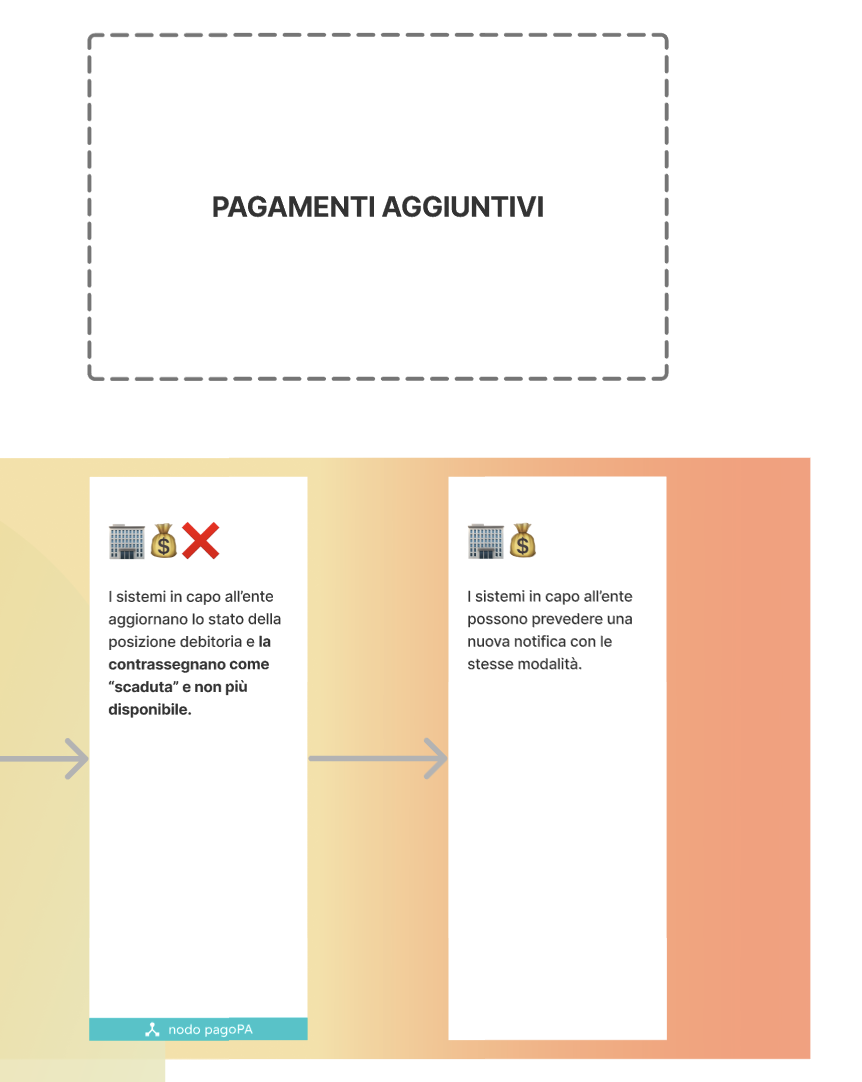 PAGAMENTI AGGIUNTIVI
I sistemi in capo all’ente
aggiornano lo stato della
posizione debitoria e la
contrassegnano come
“scaduta” e non più
disponibile.
nodo pagoPA
I sistemi in capo all’ente
possono prevedere una
nuova notifica con le
stesse modalità.